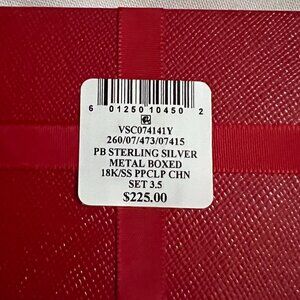 6 01250 10450 2
VSC074141Y
260/07/473/07415
PB STERLING SILVER
METAL BOXED
18K/SS PPCLP CHN
SET 3.5
$225.00